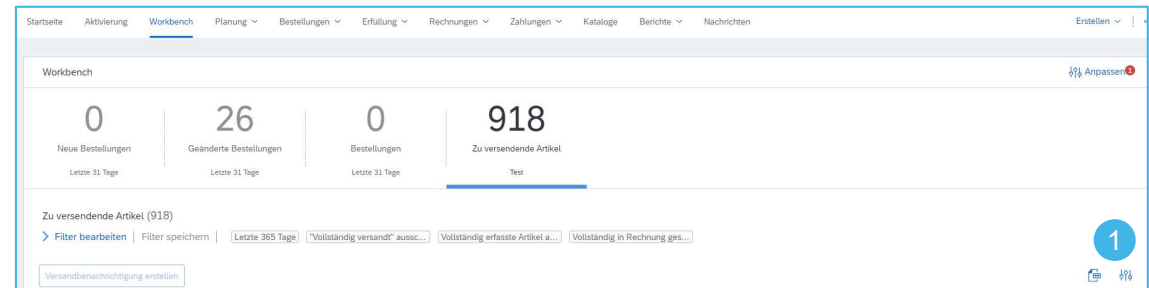 Startseite Aktivierung Workbench Planung Bestellungen Erfüllung Rechnungen Zahlungen Kataloge Berichte Nachrichten Erstellen
Workbench Anpassen 1
0 26 0 918
Neue Bestellungen Geänderte Bestellungen Bestellungen Zu versendende Artikel
Letzte 31 Tage Letzte 31 Tage Letzte 31 Tage Test
Zu versendende Artikel (918)
Filter bearbeiten | Filter speichern | Letzte 365 Tage "Vollständig versandt" aussc... Vollständig erfasste Artikel a... Vollständig in Rechnung ges...
1
Versandbenachrichtigung erstellen